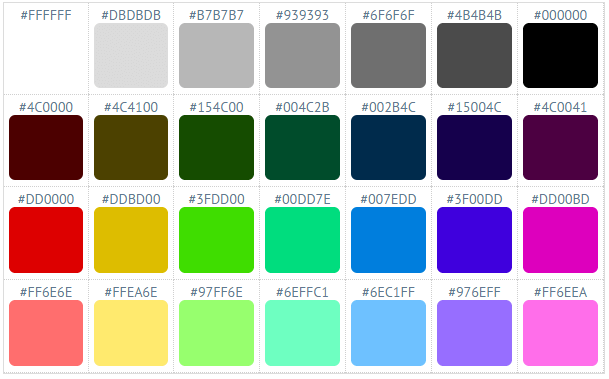 #FFFFFF #DBDBDB #B7B7B7 #939393 #6F6F6F #4B4B4B #000000
#4C0000 #4C4100 #154C00 #004C2B #002B4C #15004C #4C0041
#DD0000 #DDBD00 #3FDD00 #00DD7E #007EDD #3F00DD #DD00BD
#FF6E6E #FFEA6E #97FF6E #6EFFC1 #6EC1FF #976EFF #FF6EEA